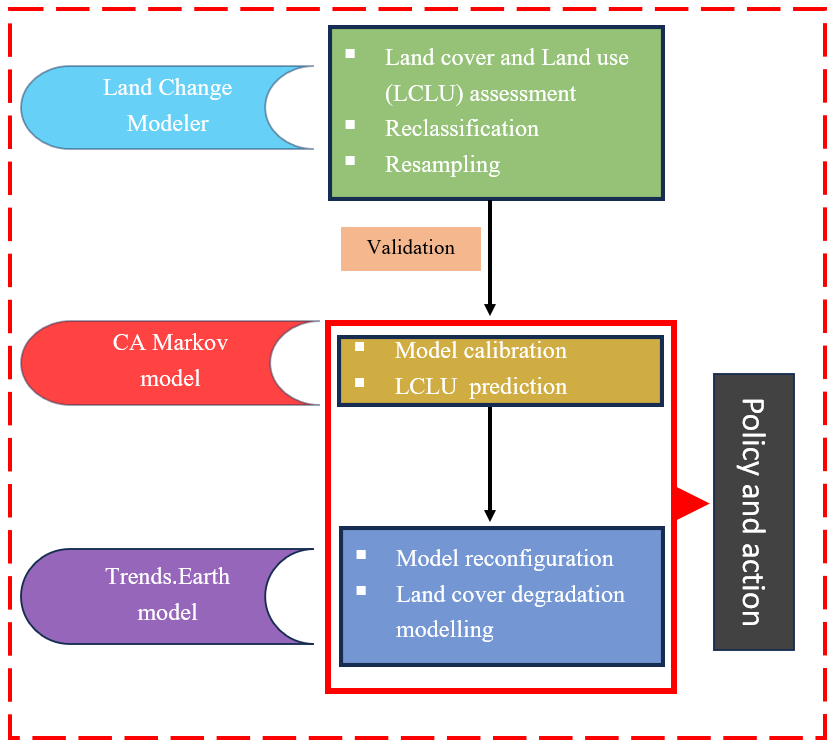 Land Change
Modeler
▪ Land cover and Land use
(LCLU) assessment
▪ Reclassification
▪ Resampling
Validation
CA Markov
model
▪ Model calibration
▪ LCLU prediction
Policy and action
Trends.Earth
model
▪ Model reconfiguration
▪ Land cover degradation
modelling